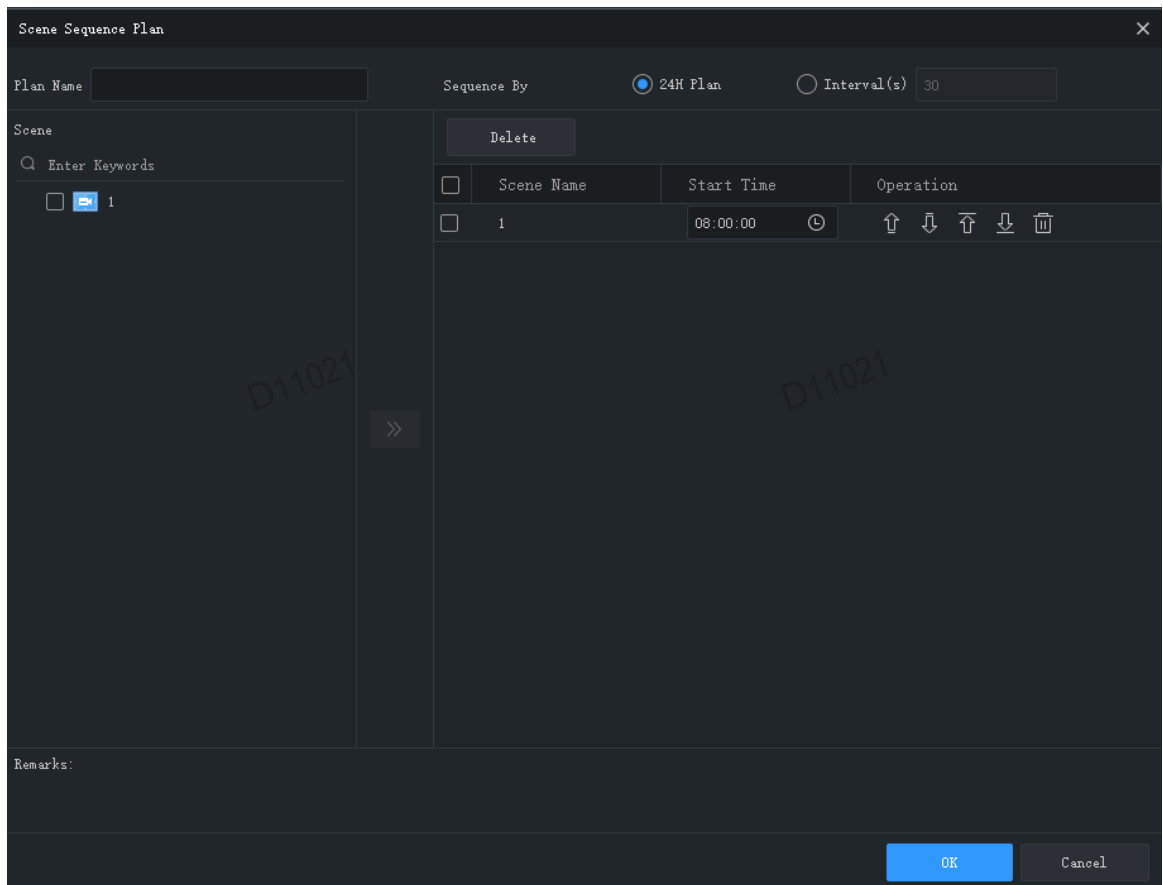 Scene Sequence Plan
Plan Name Sequence By 24H Plan Interval(s) 30
Scene
Delete
Enter Keywords
Scene Name Start Time Operation
1
1 08:00:00
D11021 D11021
Remarks:
OK Cancel